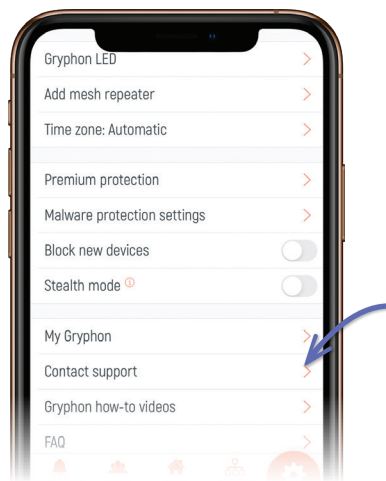 Gryphon LED
Add mesh repeater
Time zone: Automatic
Premium protection
Malware protection settings
Block new devices
Stealth mode
My Gryphon
Contact support
Gryphon how-to videos
FAQ